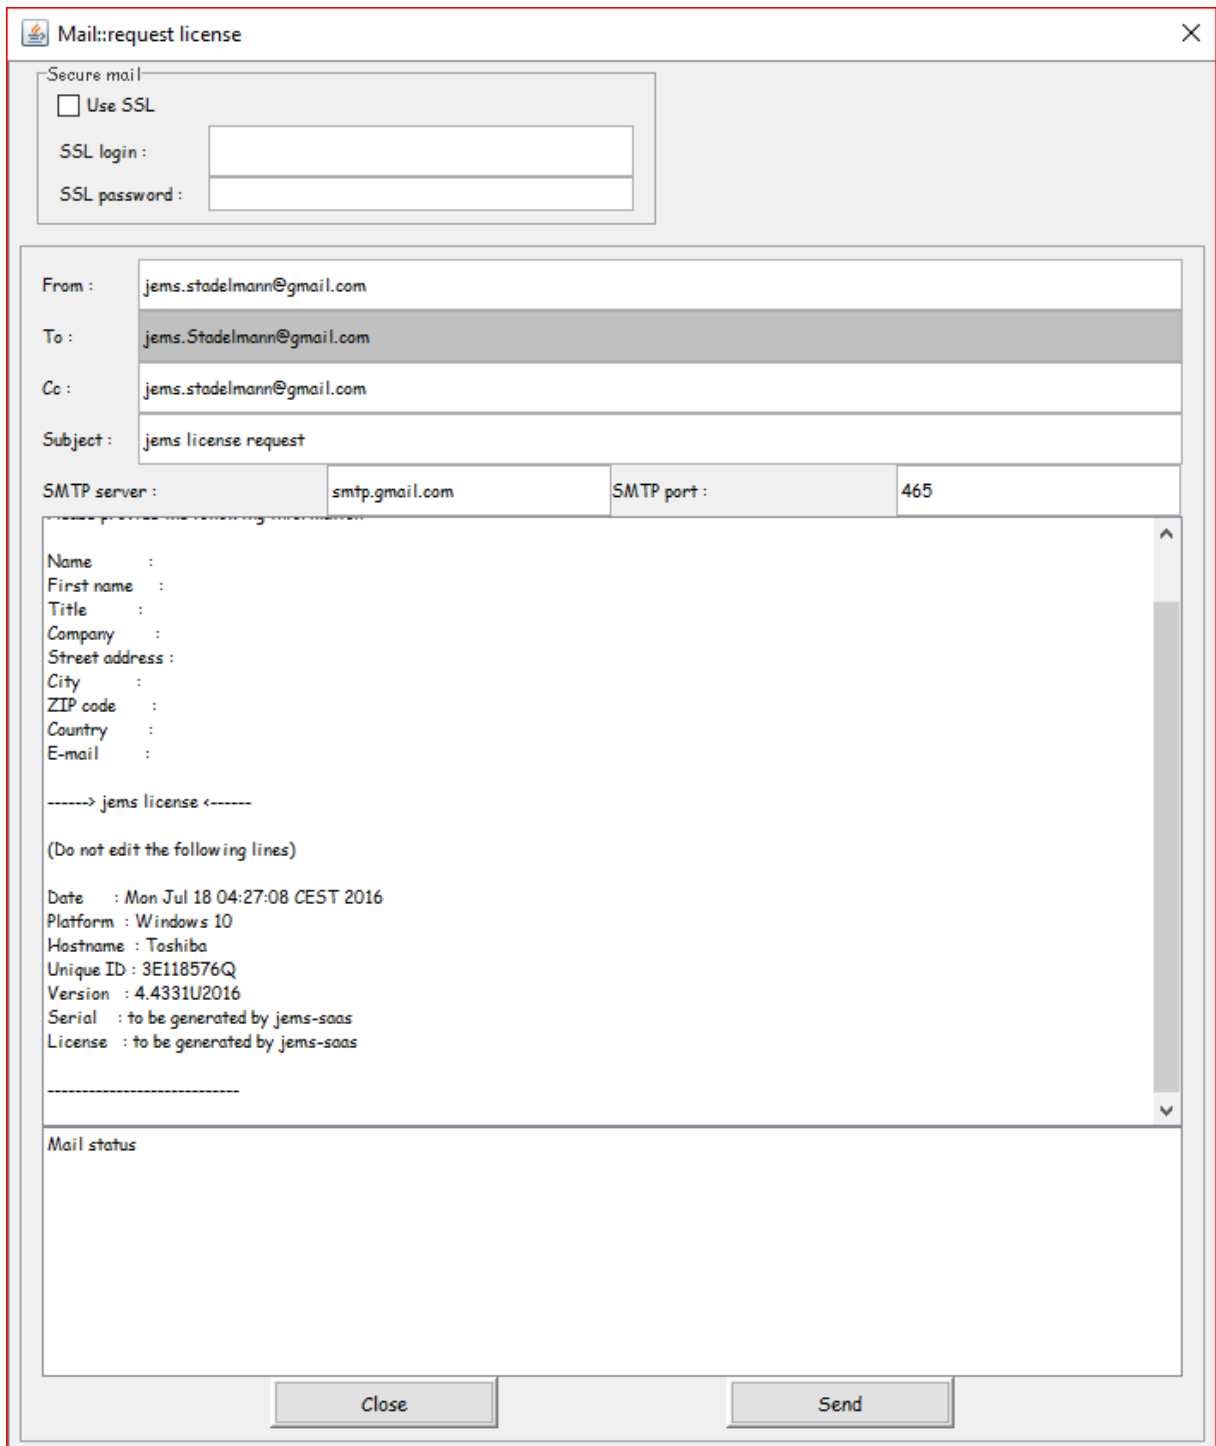 Mail::request license
Secure mail
Use SSL
SSL login :
SSL password :
From : jems.stadelmann@gmail.com
To : jems.Stadelmann@gmail.com
Cc : jems.stadelmann@gmail.com
Subject : jems license request
SMTP server : smtp.gmail.com SMTP port : 465
Name :
First name :
Title :
Company :
Street address :
City :
ZIP code :
Country :
E-mail :
------> jems license <------
(Do not edit the following lines)
Date : Mon Jul 18 04:27:08 CEST 2016
Platform : Windows 10
Hostname : Toshiba
Unique ID : 3E118576Q
Version : 4.4331U2016
Serial : to be generated by jems-saas
License : to be generated by jems-saas
----------------------------
Mail status
Close Send